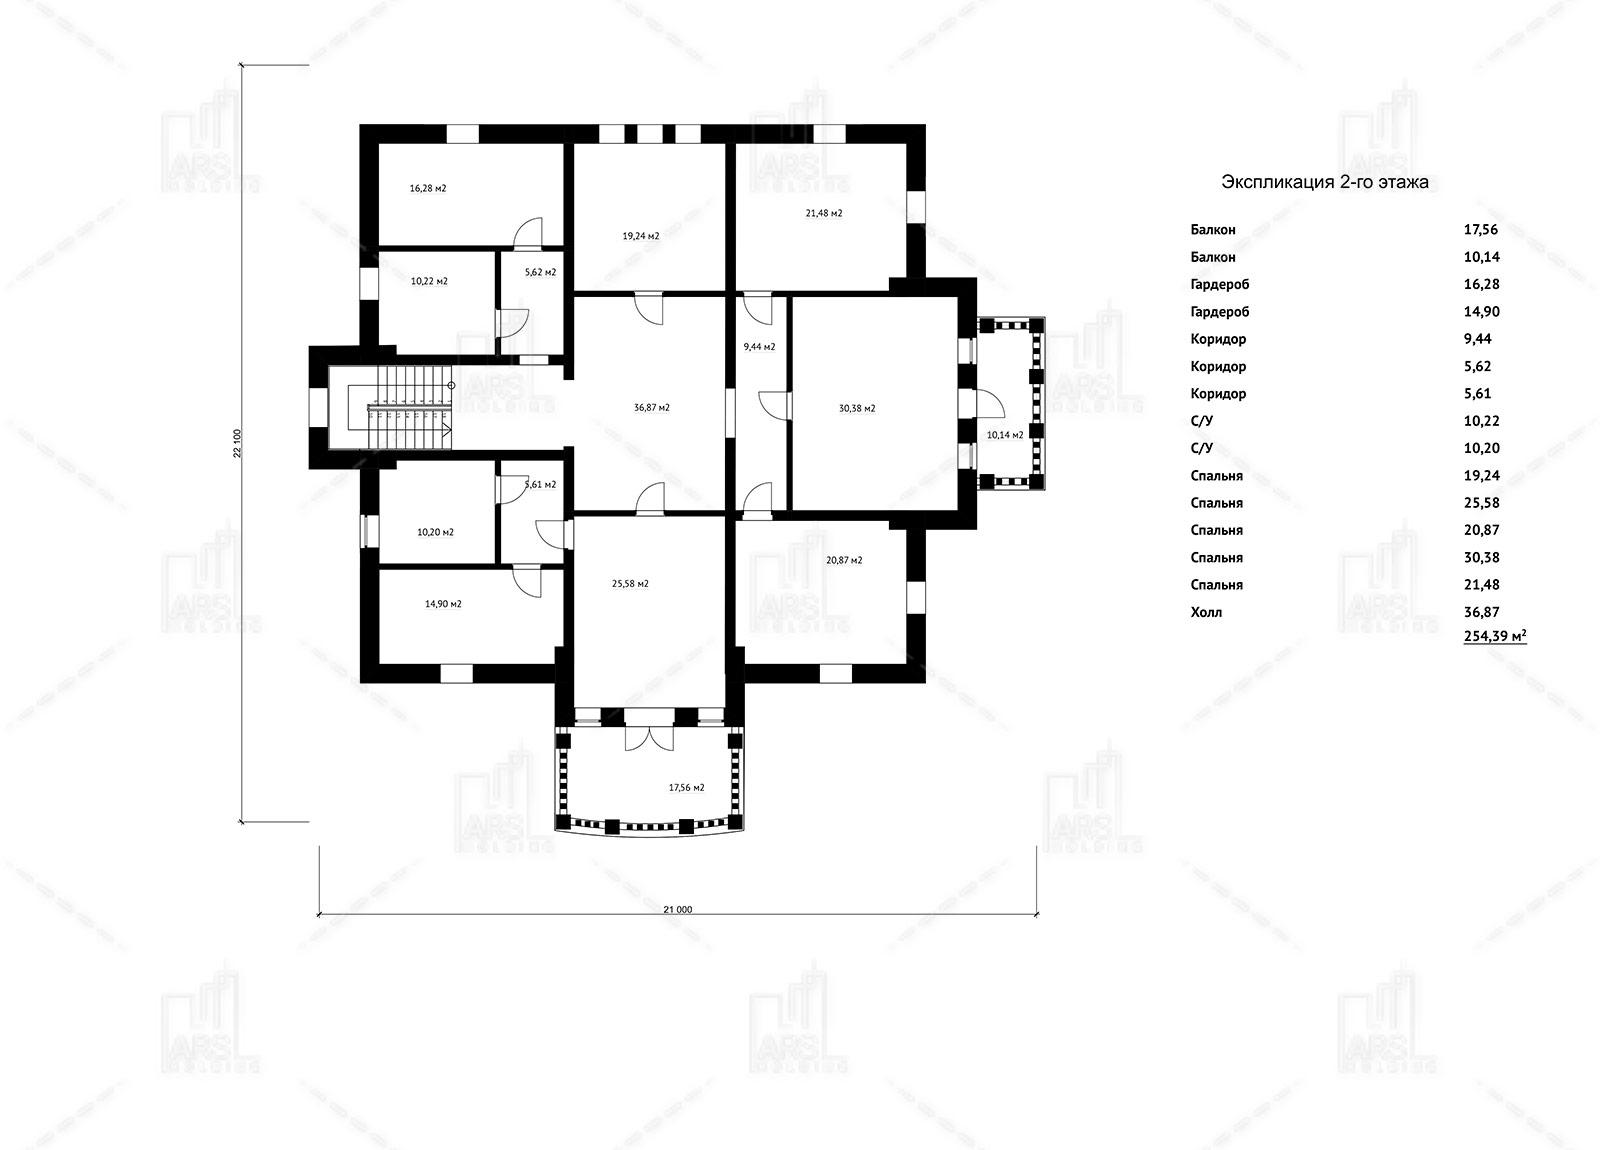 ARS
HOLDING
22 100
16,28 м2
19,24 м2
21,48 м2
10,22 м2
5,62 м2
9,44 м2
36,87 м2
30,38 м2
10,14 м2
5,61 м2
10,20 м2
14,90 м2
25,58 м2
20,87 м2
17,56 м2
21 000
Экспликация 2-го этажа
Балкон 17,56
Балкон 10,14
Гардероб 16,28
Гардероб 14,90
Коридор 9,44
Коридор 5,62
Коридор 5,61
С/У 10,22
С/У 10,20
Спальня 19,24
Спальня 25,58
Спальня 20,87
Спальня 30,38
Спальня 21,48
Холл 36,87
254,39 м²